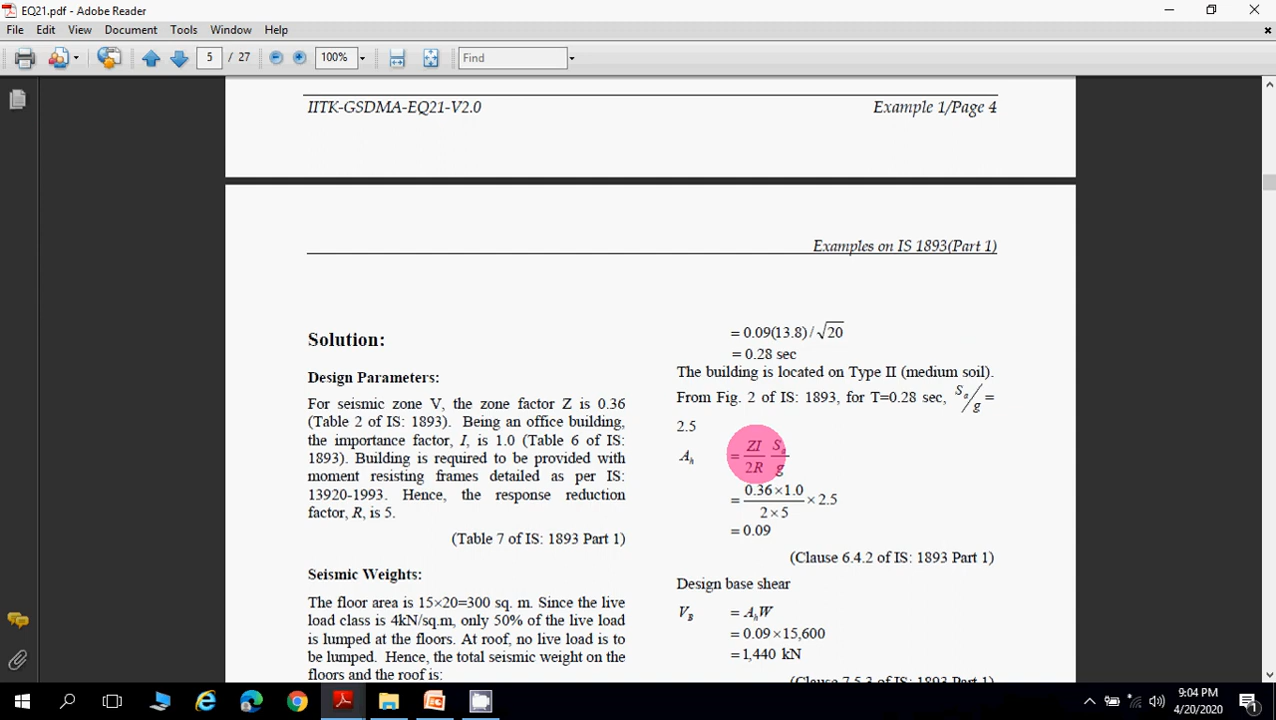 EQ21.pdf - Adobe Reader
File Edit View Document Tools Window Help
5 / 27 100% Find
IITK-GSDMA-EQ21-V2.0 Example 1/Page 4
Examples on IS 1893(Part 1)
Solution:
Design Parameters:
For seismic zone V, the zone factor Z is 0.36
(Table 2 of IS: 1893). Being an office building,
the importance factor, I, is 1.0 (Table 6 of IS:
1893). Building is required to be provided with
moment resisting frames detailed as per IS:
13920-1993. Hence, the response reduction
factor, R, is 5.
(Table 7 of IS: 1893 Part 1)
Seismic Weights:
The floor area is 15×20=300 sq. m. Since the live
load class is 4kN/sq.m, only 50% of the live load
is lumped at the floors. At roof, no live load is to
be lumped. Hence, the total seismic weight on the
floors and the roof is:
= 0.09(13.8) / √20
= 0.28 sec
The building is located on Type II (medium soil).
From Fig. 2 of IS: 1893, for T=0.28 sec, Sa/g =
2.5
Ah = ZI/2R Sa/g
= 0.36×1.0/2×5 × 2.5
= 0.09
(Clause 6.4.2 of IS: 1893 Part 1)
Design base shear
VB = AhW
= 0.09 × 15,600
= 1,440 kN
(Clause 7.5.3 of IS: 1893 Part 1)
9:04 PM
4/20/2020
1